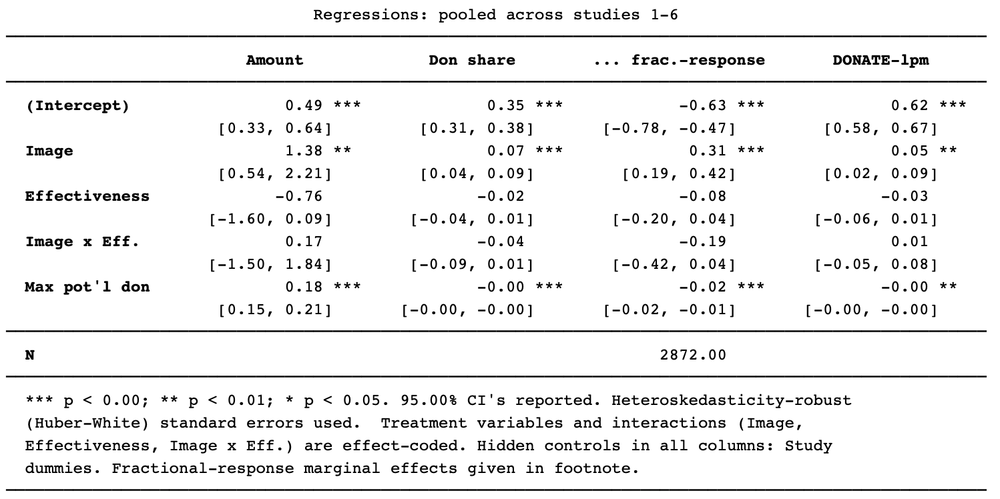 Regressions: pooled across studies 1-6
Amount Don share ... frac.-response DONATE-lpm
(Intercept) 0.49 *** 0.35 *** -0.63 *** 0.62 ***
[0.33, 0.64] [0.31, 0.38] [-0.78, -0.47] [0.58, 0.67]
Image 1.38 ** 0.07 *** 0.31 *** 0.05 **
[0.54, 2.21] [0.04, 0.09] [0.19, 0.42] [0.02, 0.09]
Effectiveness -0.76 -0.02 -0.08 -0.03
[-1.60, 0.09] [-0.04, 0.01] [-0.20, 0.04] [-0.06, 0.01]
Image x Eff. 0.17 -0.04 -0.19 0.01
[-1.50, 1.84] [-0.09, 0.01] [-0.42, 0.04] [-0.05, 0.08]
Max pot'l don 0.18 *** -0.00 *** -0.02 *** -0.00 **
[0.15, 0.21] [-0.00, -0.00] [-0.02, -0.01] [-0.00, -0.00]
N 2872.00
*** p < 0.00; ** p < 0.01; * p < 0.05. 95.00% CI's reported. Heteroskedasticity-robust
(Huber-White) standard errors used. Treatment variables and interactions (Image,
Effectiveness, Image x Eff.) are effect-coded. Hidden controls in all columns: Study
dummies. Fractional-response marginal effects given in footnote.